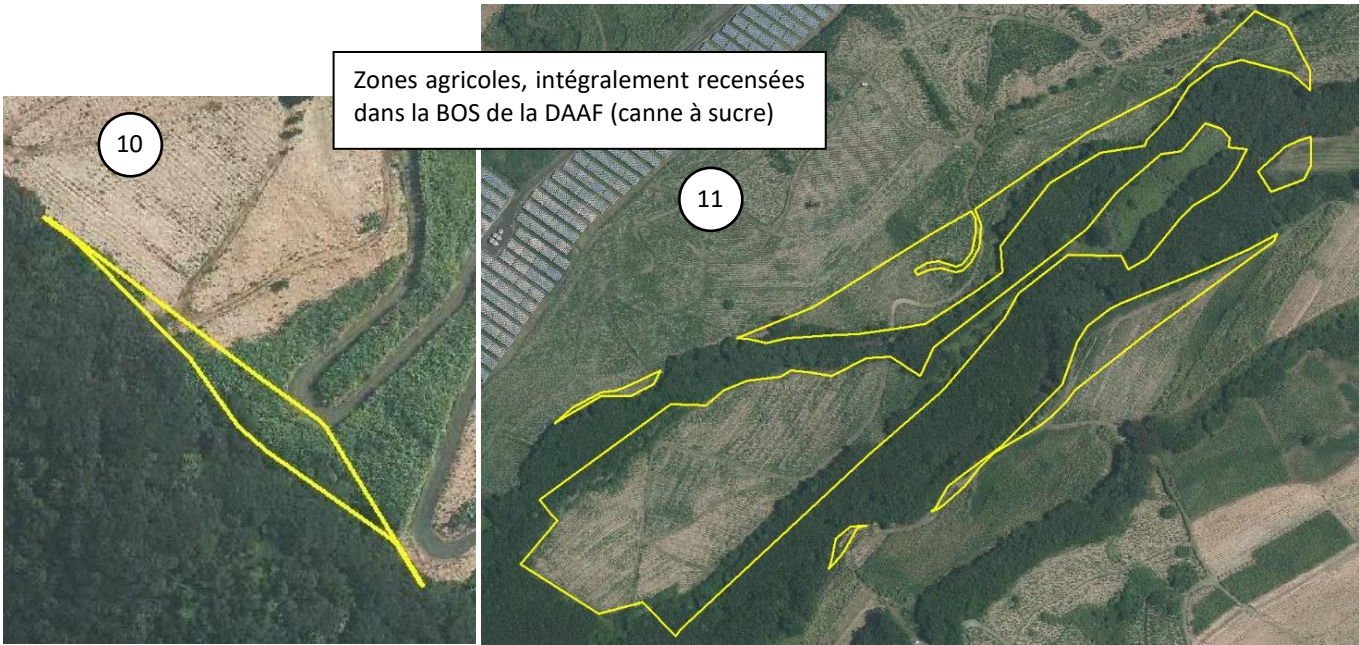 Zones agricoles, intégralement recensées
dans la BOS de la DAAF (canne à sucre)
10
11